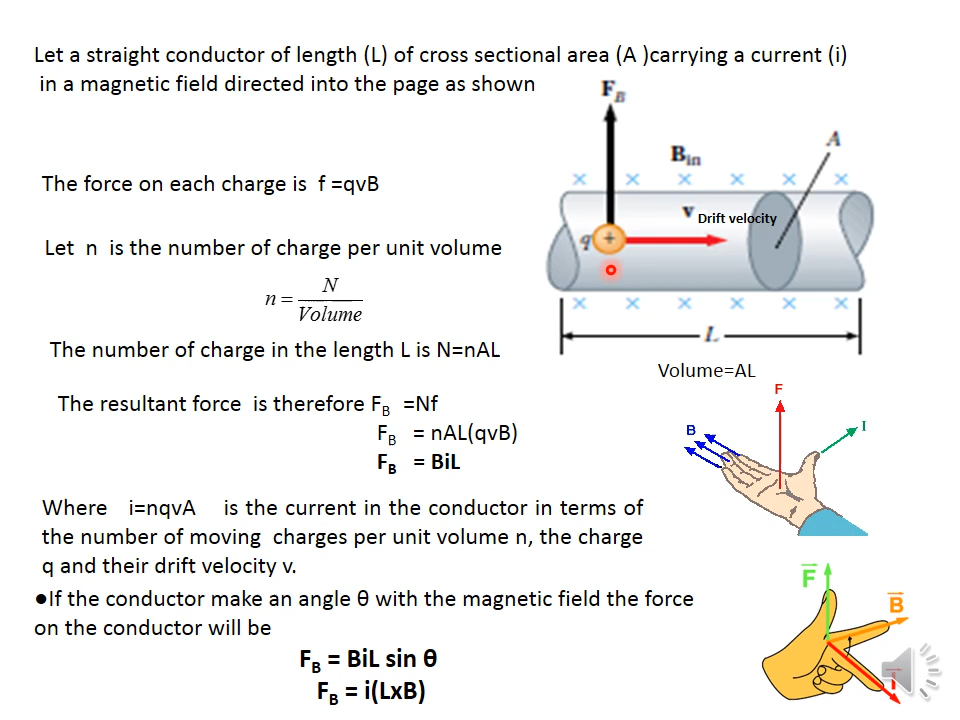 Let a straight conductor of length (L) of cross sectional area (A )carrying a current (i)
in a magnetic field directed into the page as shown
F_B
A
B_in
The force on each charge is f =qvB
v Drift velocity
q +
Let n is the number of charge per unit volume
n = N / Volume
L
The number of charge in the length L is N=nAL
Volume=AL
The resultant force is therefore F_B =Nf
F_B = nAL(qvB)
F_B = BiL
F
B
I
Where i=nqvA is the current in the conductor in terms of
the number of moving charges per unit volume n, the charge
q and their drift velocity v.
●If the conductor make an angle θ with the magnetic field the force
on the conductor will be
F_B = BiL sin θ
F_B = i(LxB)
F
B
I